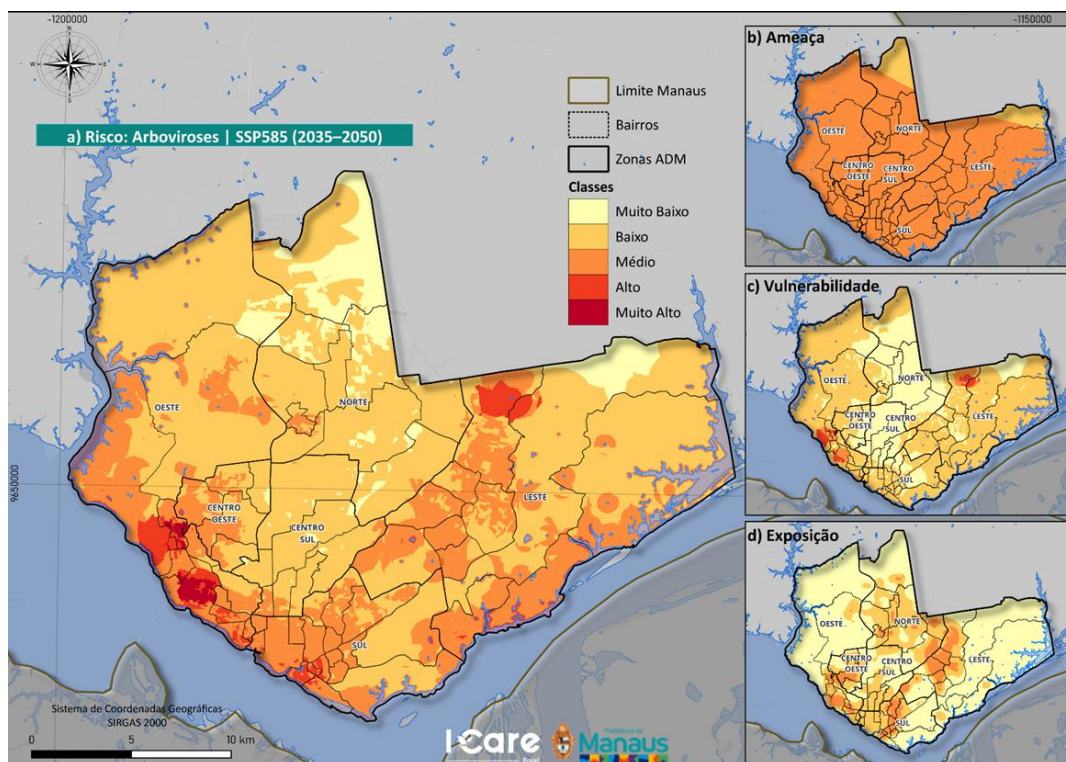 -1200000
-1150000
N
W
E
S
a) Risco: Arboviroses | SSP585 (2035–2050)
Limite Manaus
Bairros
Zonas ADM
Classes
Muito Baixo
Baixo
Médio
Alto
Muito Alto
OESTE
NORTE
LESTE
CENTRO
OESTE
CENTRO
SUL
SUL
9650000
Sistema de Coordenadas Geográficas
SIRGAS 2000
0 5 10 km
I Care
Brasil
Prefeitura de
Manaus
b) Ameaça
OESTE
NORTE
LESTE
CENTRO
OESTE
CENTRO
SUL
SUL
c) Vulnerabilidade
OESTE
NORTE
LESTE
CENTRO
OESTE
CENTRO
SUL
SUL
d) Exposição
OESTE
NORTE
LESTE
CENTRO
OESTE
CENTRO
SUL
SUL